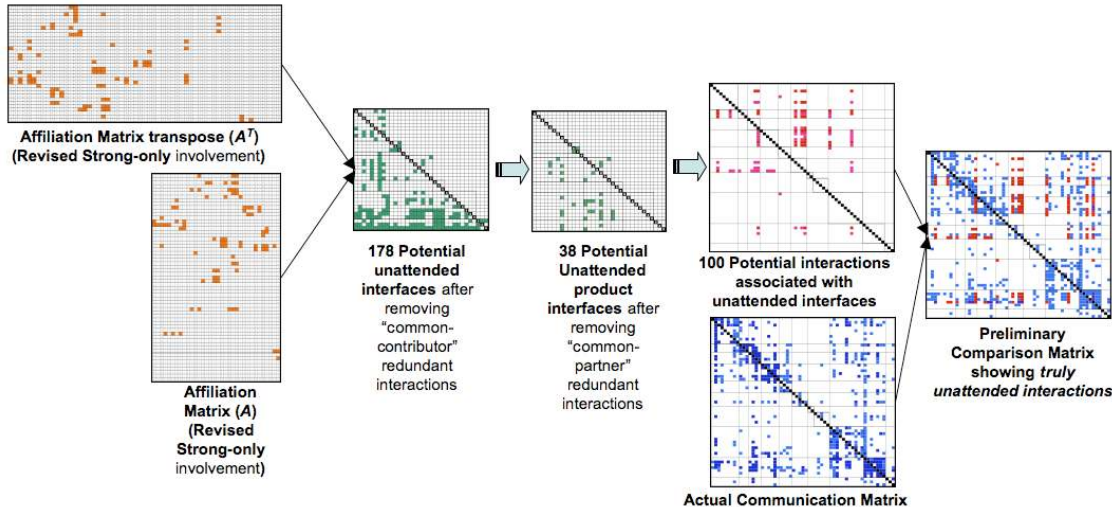 Affiliation Matrix transpose (Aᵀ)
(Revised Strong-only involvement)
Affiliation
Matrix (A)
(Revised
Strong-only
involvement)
178 Potential
unattended
interfaces after
removing
“common-
contributor”
redundant
interactions
38 Potential
Unattended
product
interfaces after
removing
“common-
partner”
redundant
interactions
100 Potential interactions
associated with
unattended interfaces
Actual Communication Matrix
Preliminary
Comparison Matrix
showing truly
unattended interactions